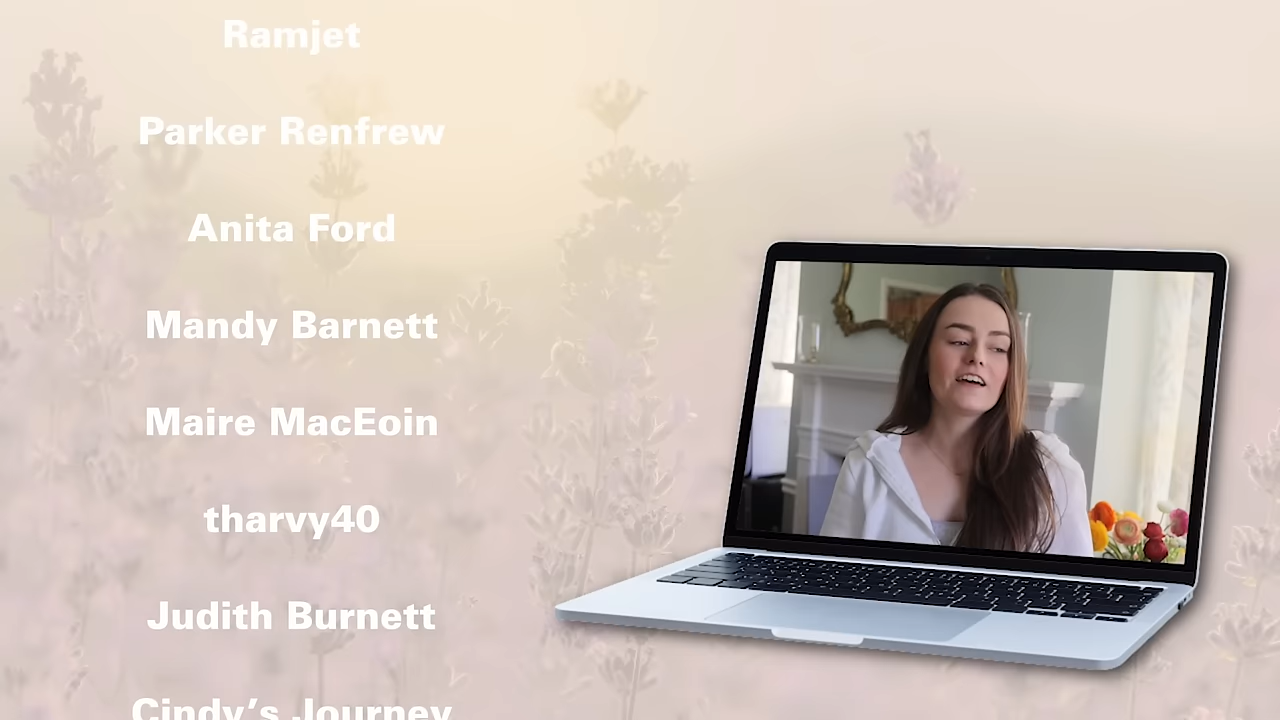 Ramjet
Parker Renfrew
Anita Ford
Mandy Barnett
Maire MacEoin
tharvy40
Judith Burnett
Cindy’s Journey